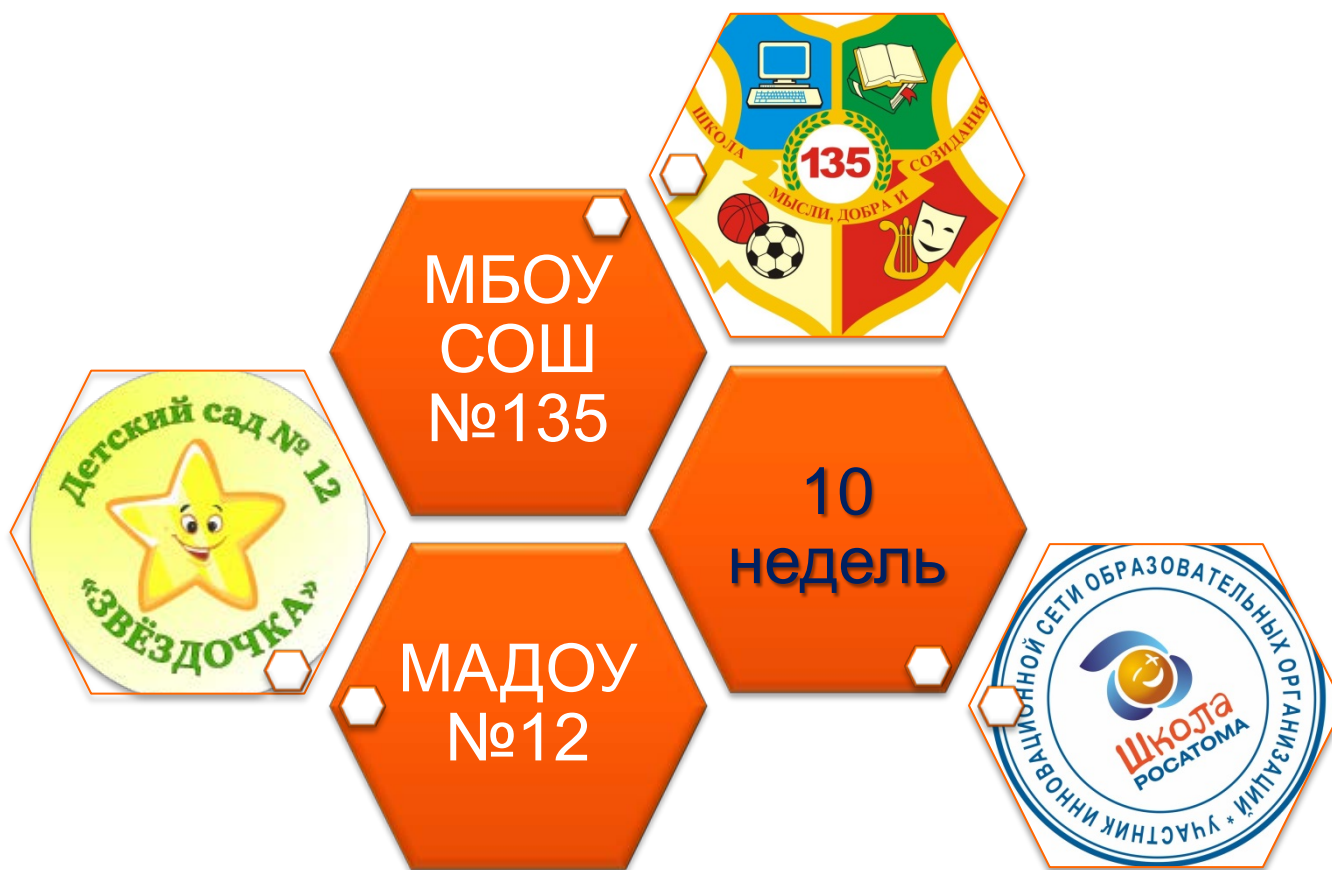 ШКОЛА
МЫСЛИ, ДОБРА И
СОЗИДАНИЯ
135
МБОУ
СОШ
№135
Детский сад № 12
«ЗВЁЗДОЧКА»
10
недель
МАДОУ
№12
УЧАСТНИК ИННОВАЦИОННОЙ СЕТИ ОБРАЗОВАТЕЛЬНЫХ ОРГАНИЗАЦИЙ *
Школа
РОСАТОМА